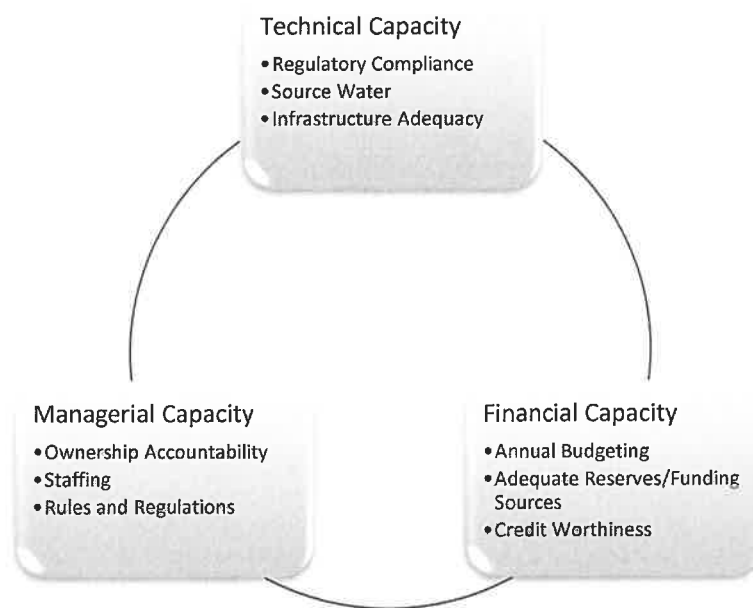 Technical Capacity
•Regulatory Compliance
•Source Water
•Infrastructure Adequacy
Managerial Capacity
•Ownership Accountability
•Staffing
•Rules and Regulations
Financial Capacity
•Annual Budgeting
•Adequate Reserves/Funding
Sources
•Credit Worthiness